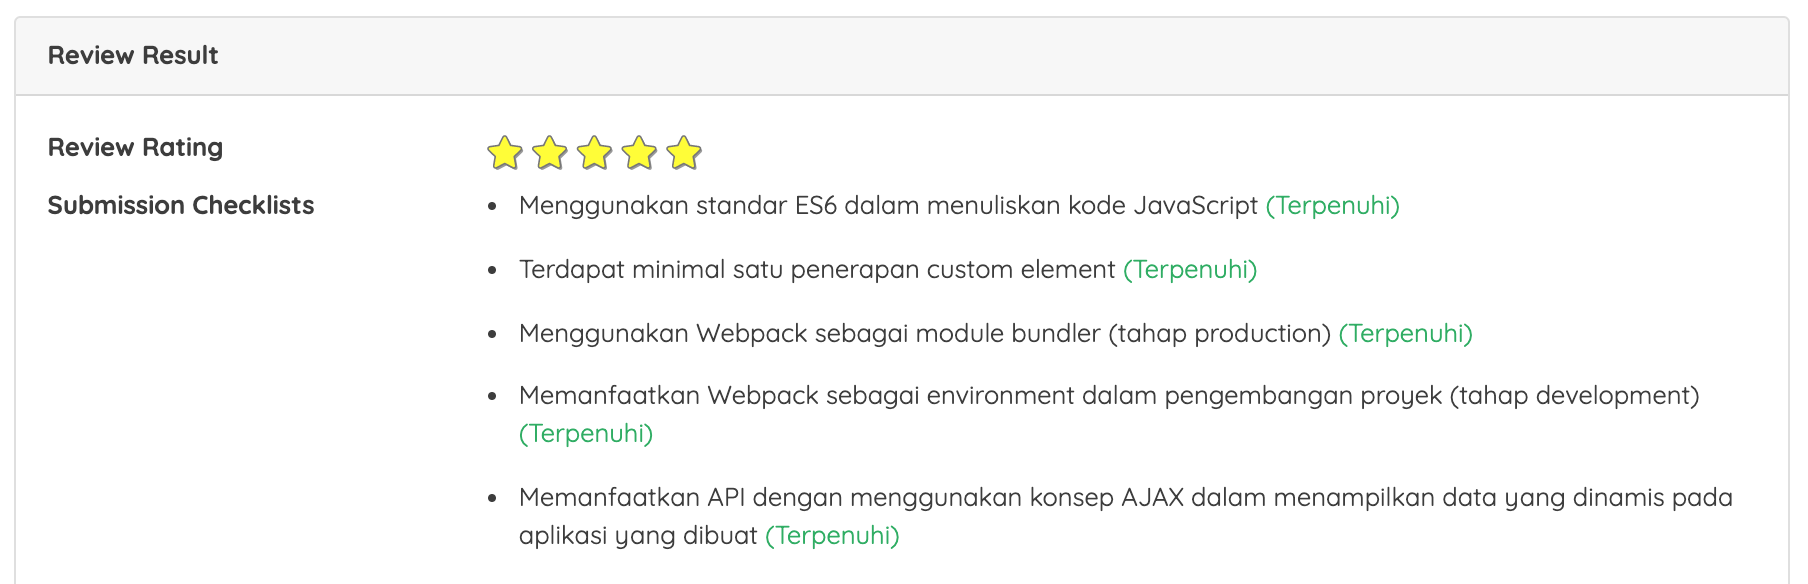 Review Result
Review Rating
Submission Checklists
• Menggunakan standar ES6 dalam menuliskan kode JavaScript (Terpenuhi)
• Terdapat minimal satu penerapan custom element (Terpenuhi)
• Menggunakan Webpack sebagai module bundler (tahap production) (Terpenuhi)
• Memanfaatkan Webpack sebagai environment dalam pengembangan proyek (tahap development)
(Terpenuhi)
• Memanfaatkan API dengan menggunakan konsep AJAX dalam menampilkan data yang dinamis pada
aplikasi yang dibuat (Terpenuhi)